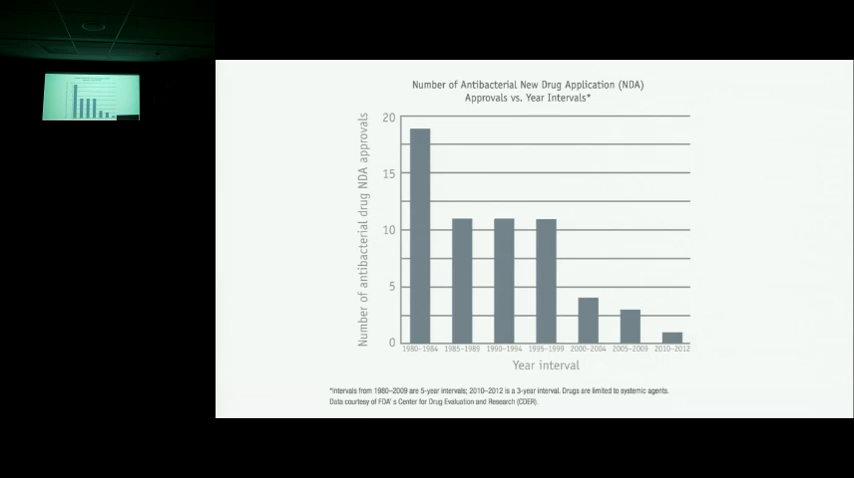 Number of Antibacterial New Drug Application (NDA)
Approvals vs. Year Intervals*
Number of antibacterial drug NDA approvals
20
15
10
5
0
1980–1984 1985–1989 1990–1994 1995–1999 2000–2004 2005–2009 2010–2012
Year interval
*Intervals from 1980–2009 are 5-year intervals; 2010–2012 is a 3-year interval. Drugs are limited to systemic agents.
Data courtesy of FDA' s Center for Drug Evaluation and Research (CDER).